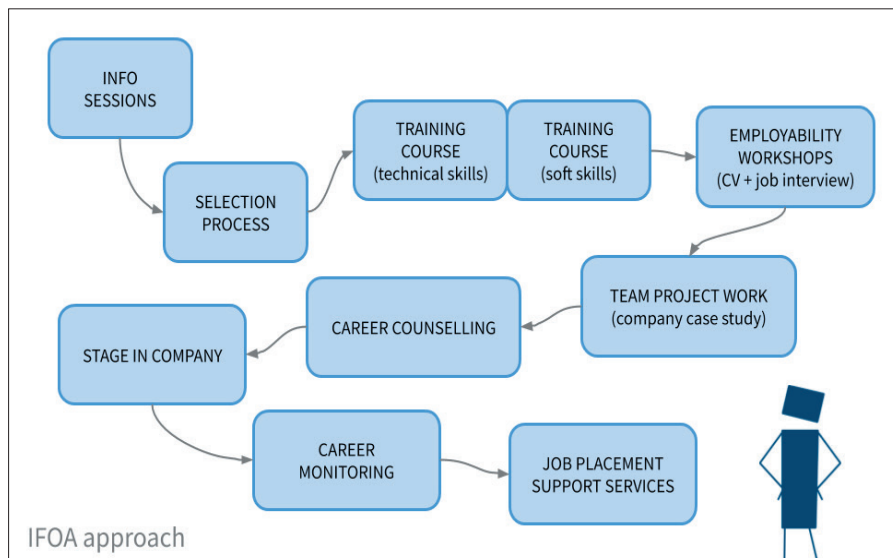 INFO
SESSIONS
SELECTION
PROCESS
TRAINING
COURSE
(technical skills)
TRAINING
COURSE
(soft skills)
EMPLOYABILITY
WORKSHOPS
(CV + job interview)
TEAM PROJECT WORK
(company case study)
CAREER COUNSELLING
STAGE IN COMPANY
CAREER
MONITORING
JOB PLACEMENT
SUPPORT SERVICES
IFOA approach